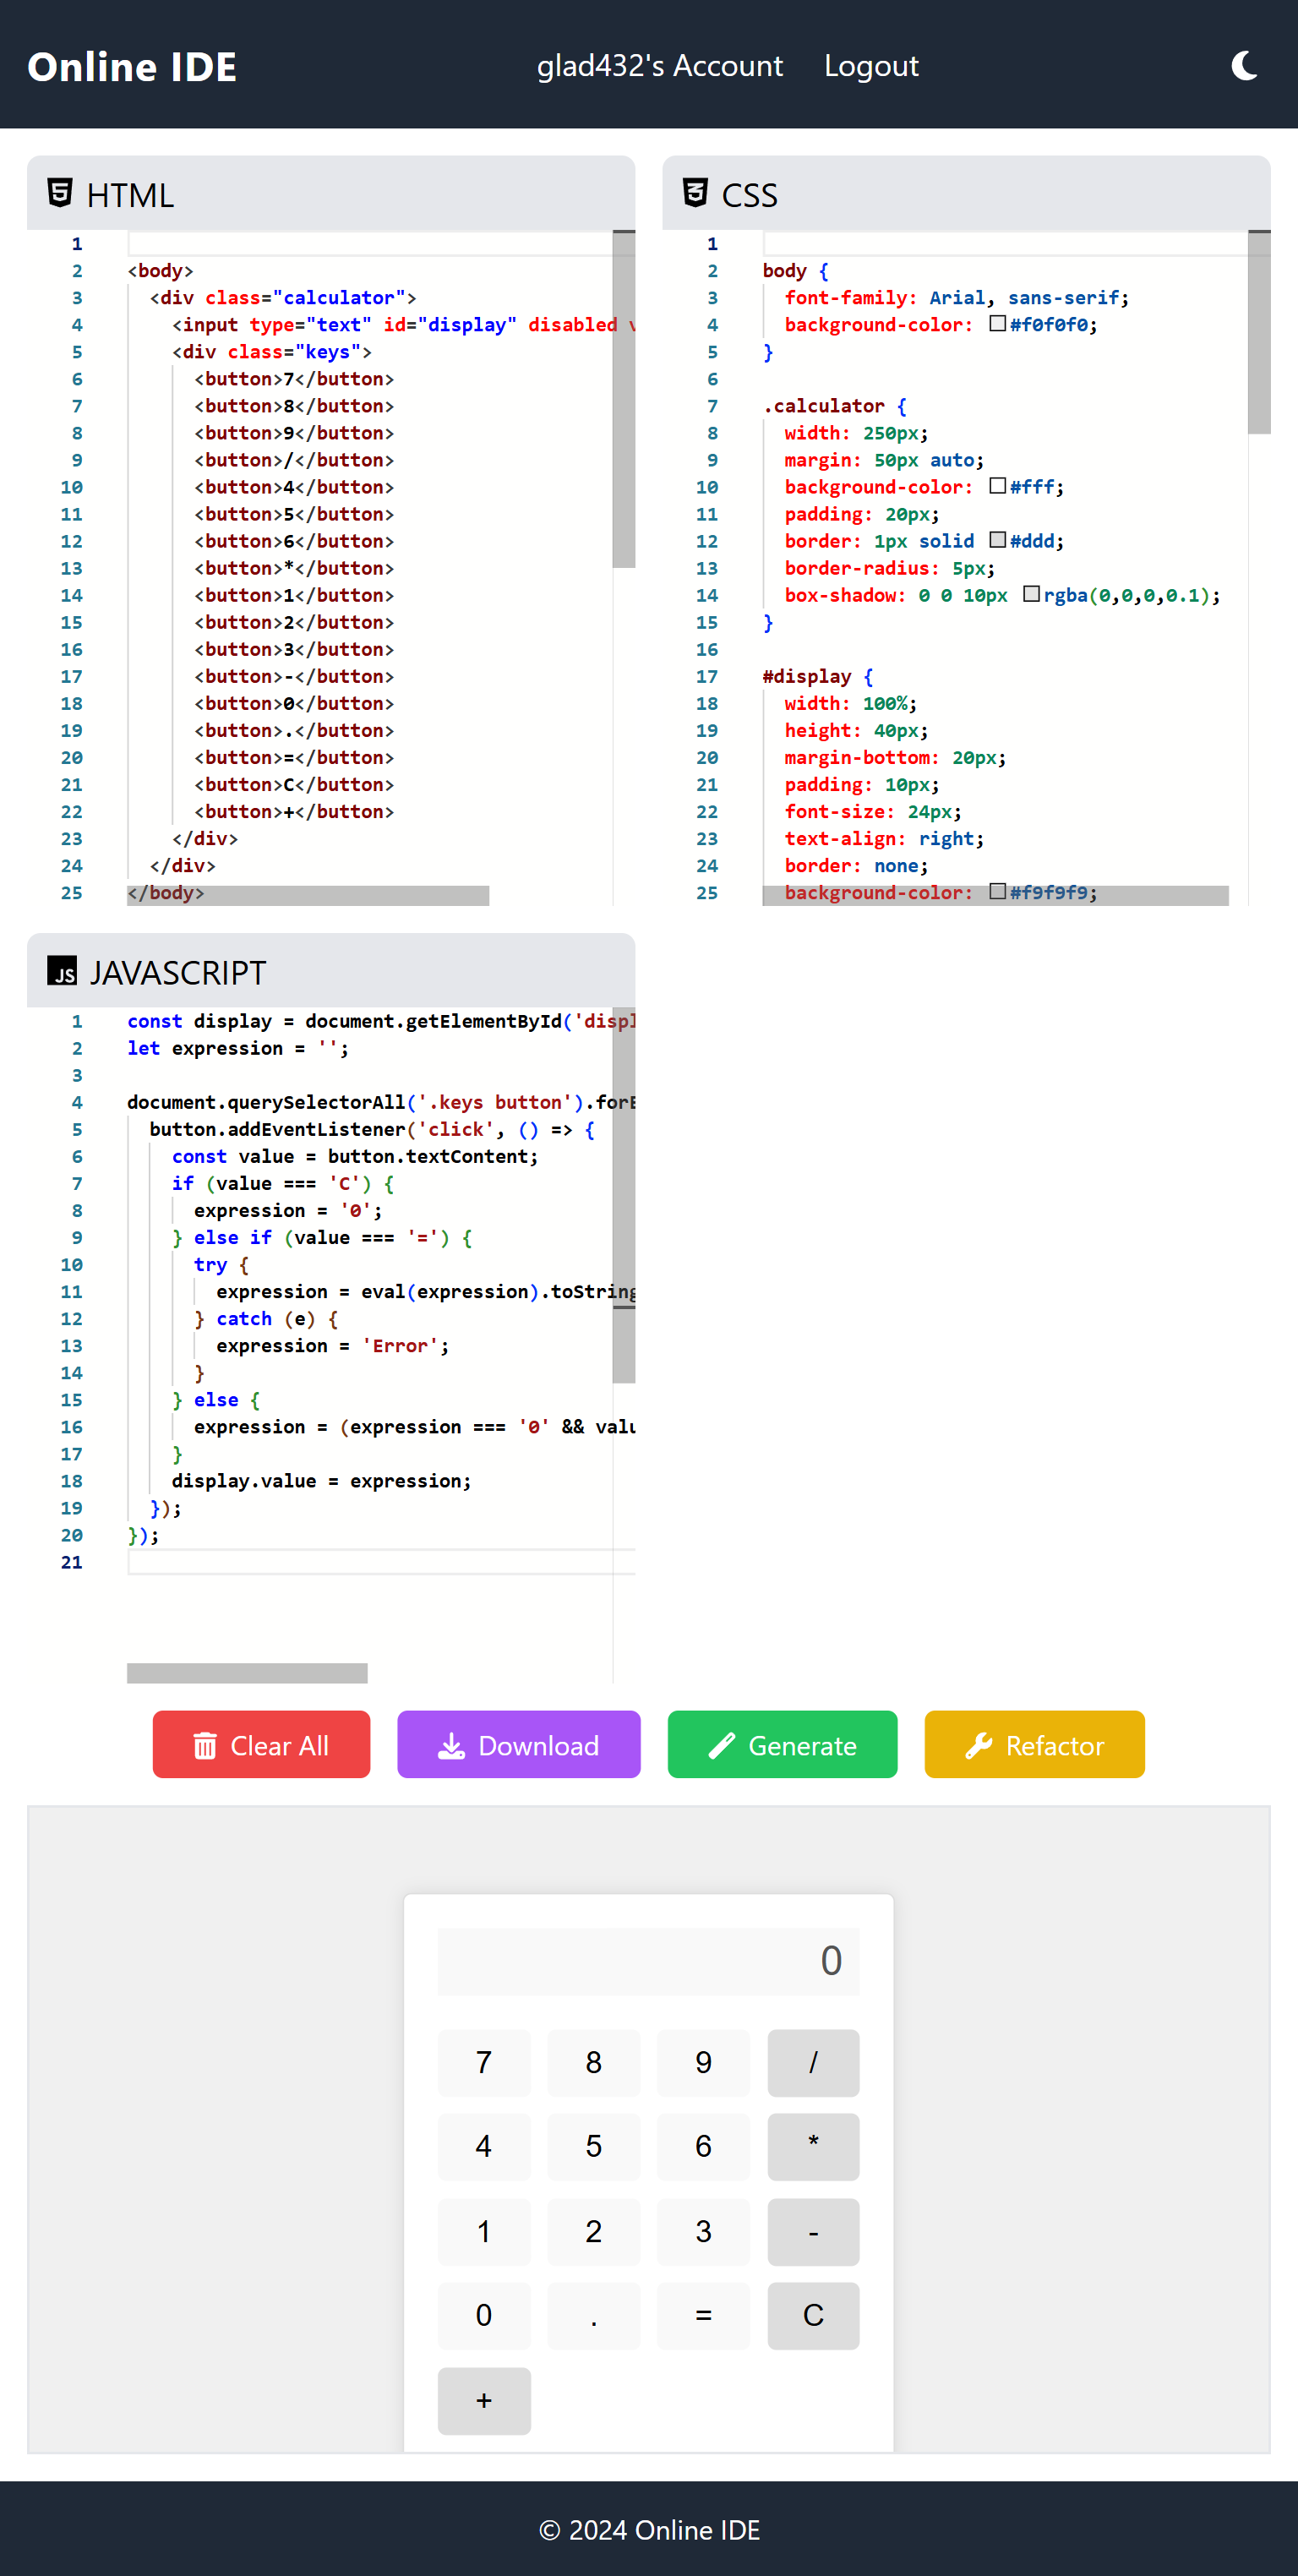 Online IDE
glad432's Account
Logout
HTML
1
2 <body>
3 <div class="calculator">
4 <input type="text" id="display" disabled v
5 <div class="keys">
6 <button>7</button>
7 <button>8</button>
8 <button>9</button>
9 <button>/</button>
10 <button>4</button>
11 <button>5</button>
12 <button>6</button>
13 <button>*</button>
14 <button>1</button>
15 <button>2</button>
16 <button>3</button>
17 <button>-</button>
18 <button>0</button>
19 <button>.</button>
20 <button>=</button>
21 <button>C</button>
22 <button>+</button>
23 </div>
24 </div>
25 </body>
CSS
1
2 body {
3 font-family: Arial, sans-serif;
4 background-color: #f0f0f0;
5 }
6
7 .calculator {
8 width: 250px;
9 margin: 50px auto;
10 background-color: #fff;
11 padding: 20px;
12 border: 1px solid #ddd;
13 border-radius: 5px;
14 box-shadow: 0 0 10px rgba(0,0,0,0.1);
15 }
16
17 #display {
18 width: 100%;
19 height: 40px;
20 margin-bottom: 20px;
21 padding: 10px;
22 font-size: 24px;
23 text-align: right;
24 border: none;
25 background-color: #f9f9f9;
JS JAVASCRIPT
1 const display = document.getElementById('displ
2 let expression = '';
3
4 document.querySelectorAll('.keys button').forE
5 button.addEventListener('click', () => {
6 const value = button.textContent;
7 if (value === 'C') {
8 expression = '0';
9 } else if (value === '=') {
10 try {
11 expression = eval(expression).toString
12 } catch (e) {
13 expression = 'Error';
14 }
15 } else {
16 expression = (expression === '0' && valu
17 }
18 display.value = expression;
19 });
20 });
21
Clear All
Download
Generate
Refactor
0
7 8 9 /
4 5 6 *
1 2 3 -
0 . = C
+
© 2024 Online IDE